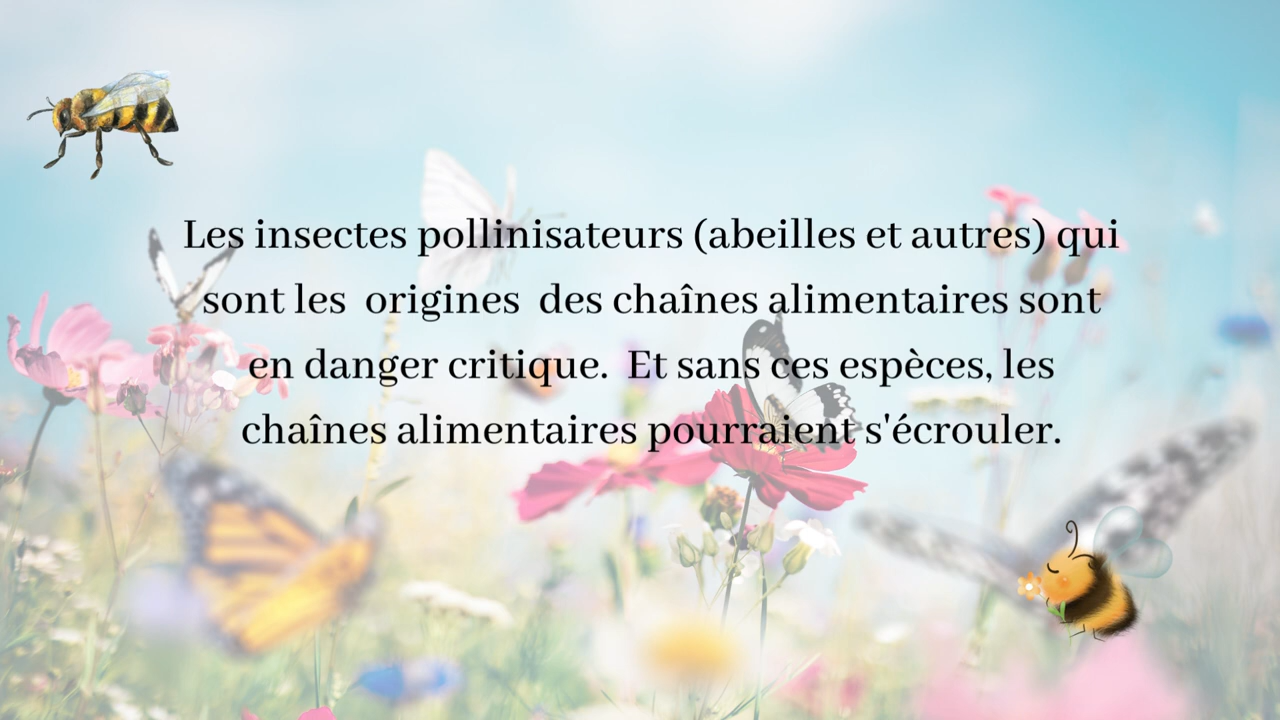 Les insectes pollinisateurs (abeilles et autres) qui
sont les  origines  des chaînes alimentaires sont
en danger critique.  Et sans ces espèces, les
chaînes alimentaires pourraient s'écrouler.